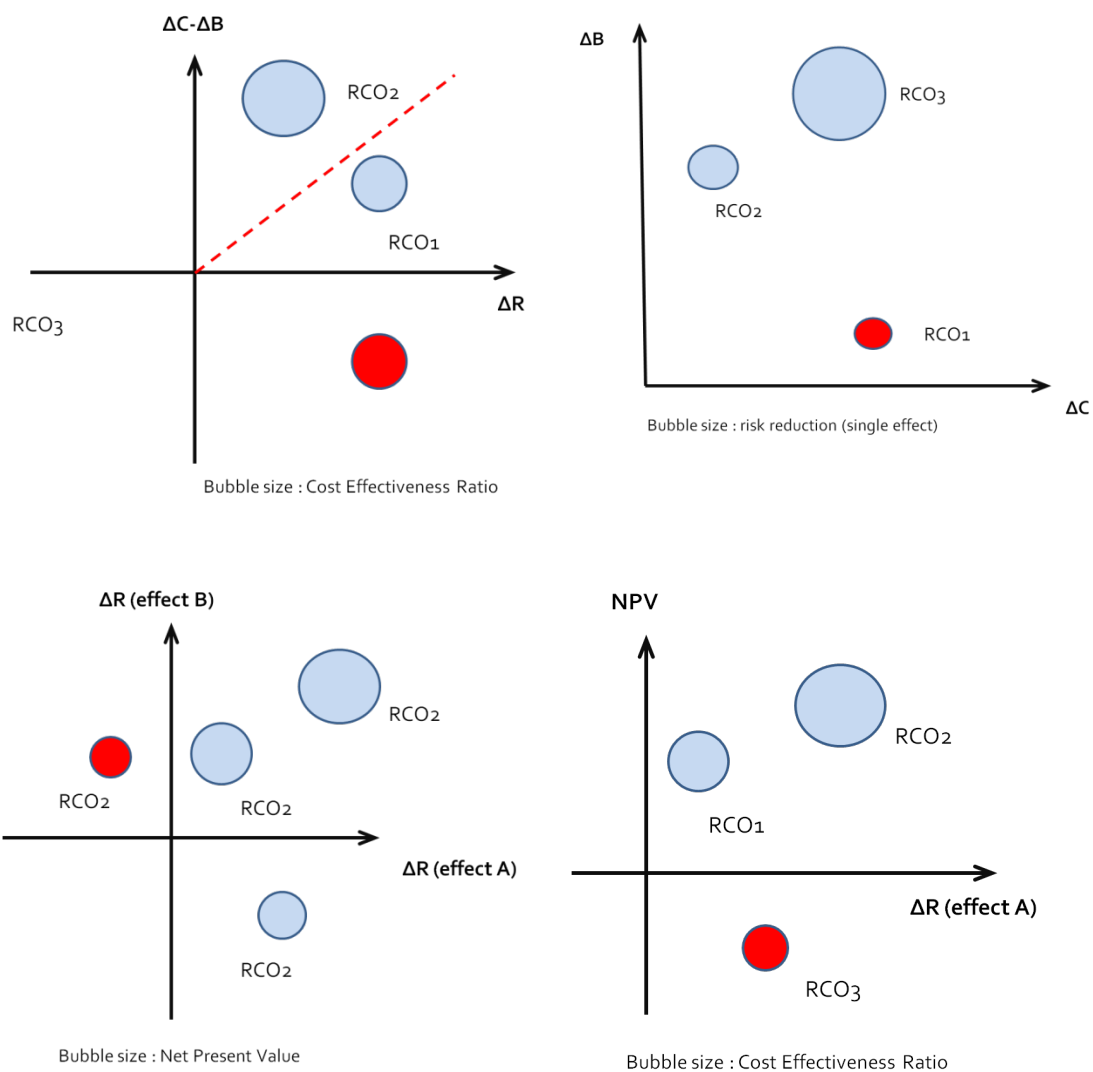 ΔC-ΔB
RCO2
RCO1
ΔR
RCO3
Bubble size : Cost Effectiveness Ratio
ΔB
RCO3
RCO2
RCO1
ΔC
Bubble size : risk reduction (single effect)
ΔR (effect B)
RCO2
RCO2
RCO2
ΔR (effect A)
RCO2
Bubble size : Net Present Value
NPV
RCO2
RCO1
ΔR (effect A)
RCO3
Bubble size : Cost Effectiveness Ratio